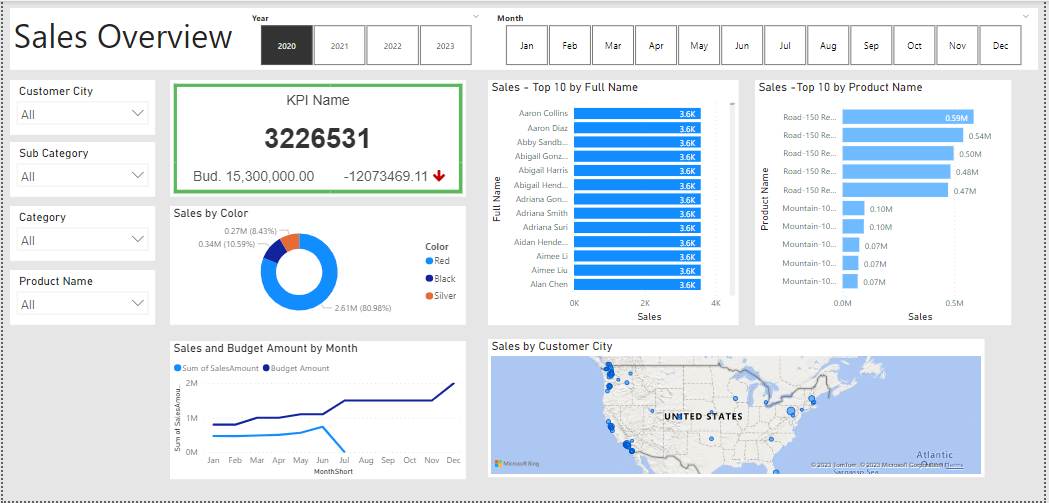 Sales Overview
Year
2020 2021 2022 2023
Month
Jan Feb Mar Apr May Jun Jul Aug Sep Oct Nov Dec
Customer City
All
Sub Category
All
Category
All
Product Name
All
KPI Name
3226531
Bud. 15,300,000.00 -12073469.11
Sales by Color
0.27M (8.43%)
0.34M (10.59%)
2.61M (80.98%)
Color
Red
Black
Silver
Sales and Budget Amount by Month
Sum of SalesAmount Budget Amount
Sum of SalesAmou...
2M
1M
0M
Jan Feb Mar Apr May Jun Jul Aug Sep Oct Nov Dec
MonthShort
Sales - Top 10 by Full Name
Full Name
Aaron Collins 3.6K
Aaron Diaz 3.6K
Abby Sandb... 3.6K
Abigail Gonz... 3.6K
Abigail Harris 3.6K
Abigail Hend... 3.6K
Adriana Gon... 3.6K
Adriana Smith 3.6K
Adriana Suri 3.6K
Aidan Hende... 3.6K
Aimee Li 3.6K
Aimee Liu 3.6K
Alan Chen 3.6K
0K 2K 4K
Sales
Sales -Top 10 by Product Name
Product Name
Road-150 Re... 0.59M
Road-150 Re... 0.54M
Road-150 Re... 0.50M
Road-150 Re... 0.48M
Road-150 Re... 0.47M
Mountain-10... 0.10M
Mountain-10... 0.10M
Mountain-10... 0.07M
Mountain-10... 0.07M
Mountain-10... 0.07M
0.0M 0.5M
Sales
Sales by Customer City
UNITED STATES
Atlantic
Microsoft Bing
© 2023 TomTom, © 2023 Microsoft Corporation Terms
Sargasso Sea